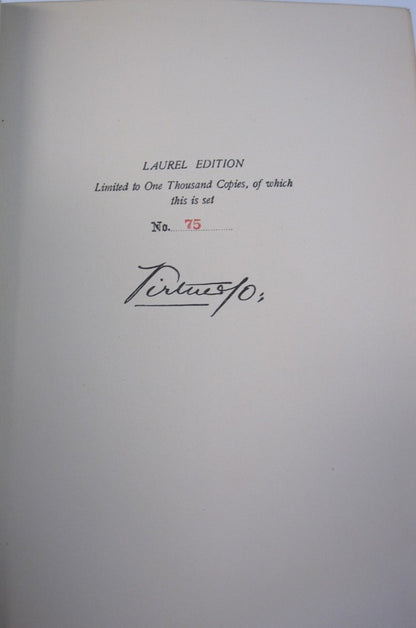 LAUREL EDITION
Limited to One Thousand Copies, of which
this is set
No. 75